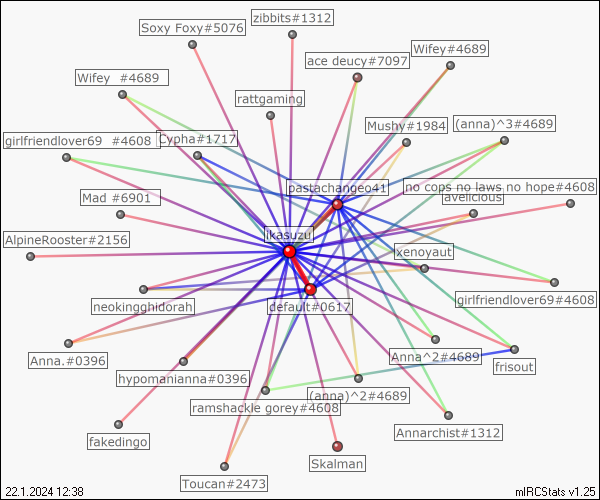 zibbits#1312
Soxy Foxy#5076
Wifey#4689
ace deucy#7097
Wifey  #4689
rattgaming
Mushy#1984
(anna)^3#4689
girlfriendlover69  #4608
Cypha#1717
pastachangeo41
no cops no laws no hope#4608
Mad  #6901
avelicious
ikasuzu
AlpineRooster#2156
xenoyaut
neokingghidorah
default#0617
girlfriendlover69#4608
Anna.#0396
Anna^2#4689
frisout
hypomanianna#0396
(anna)^2#4689
ramshackle gorey#4608
Annarchist#1312
fakedingo
Skalman
Toucan#2473
22.1.2024 12:38
mIRCStats v1.25